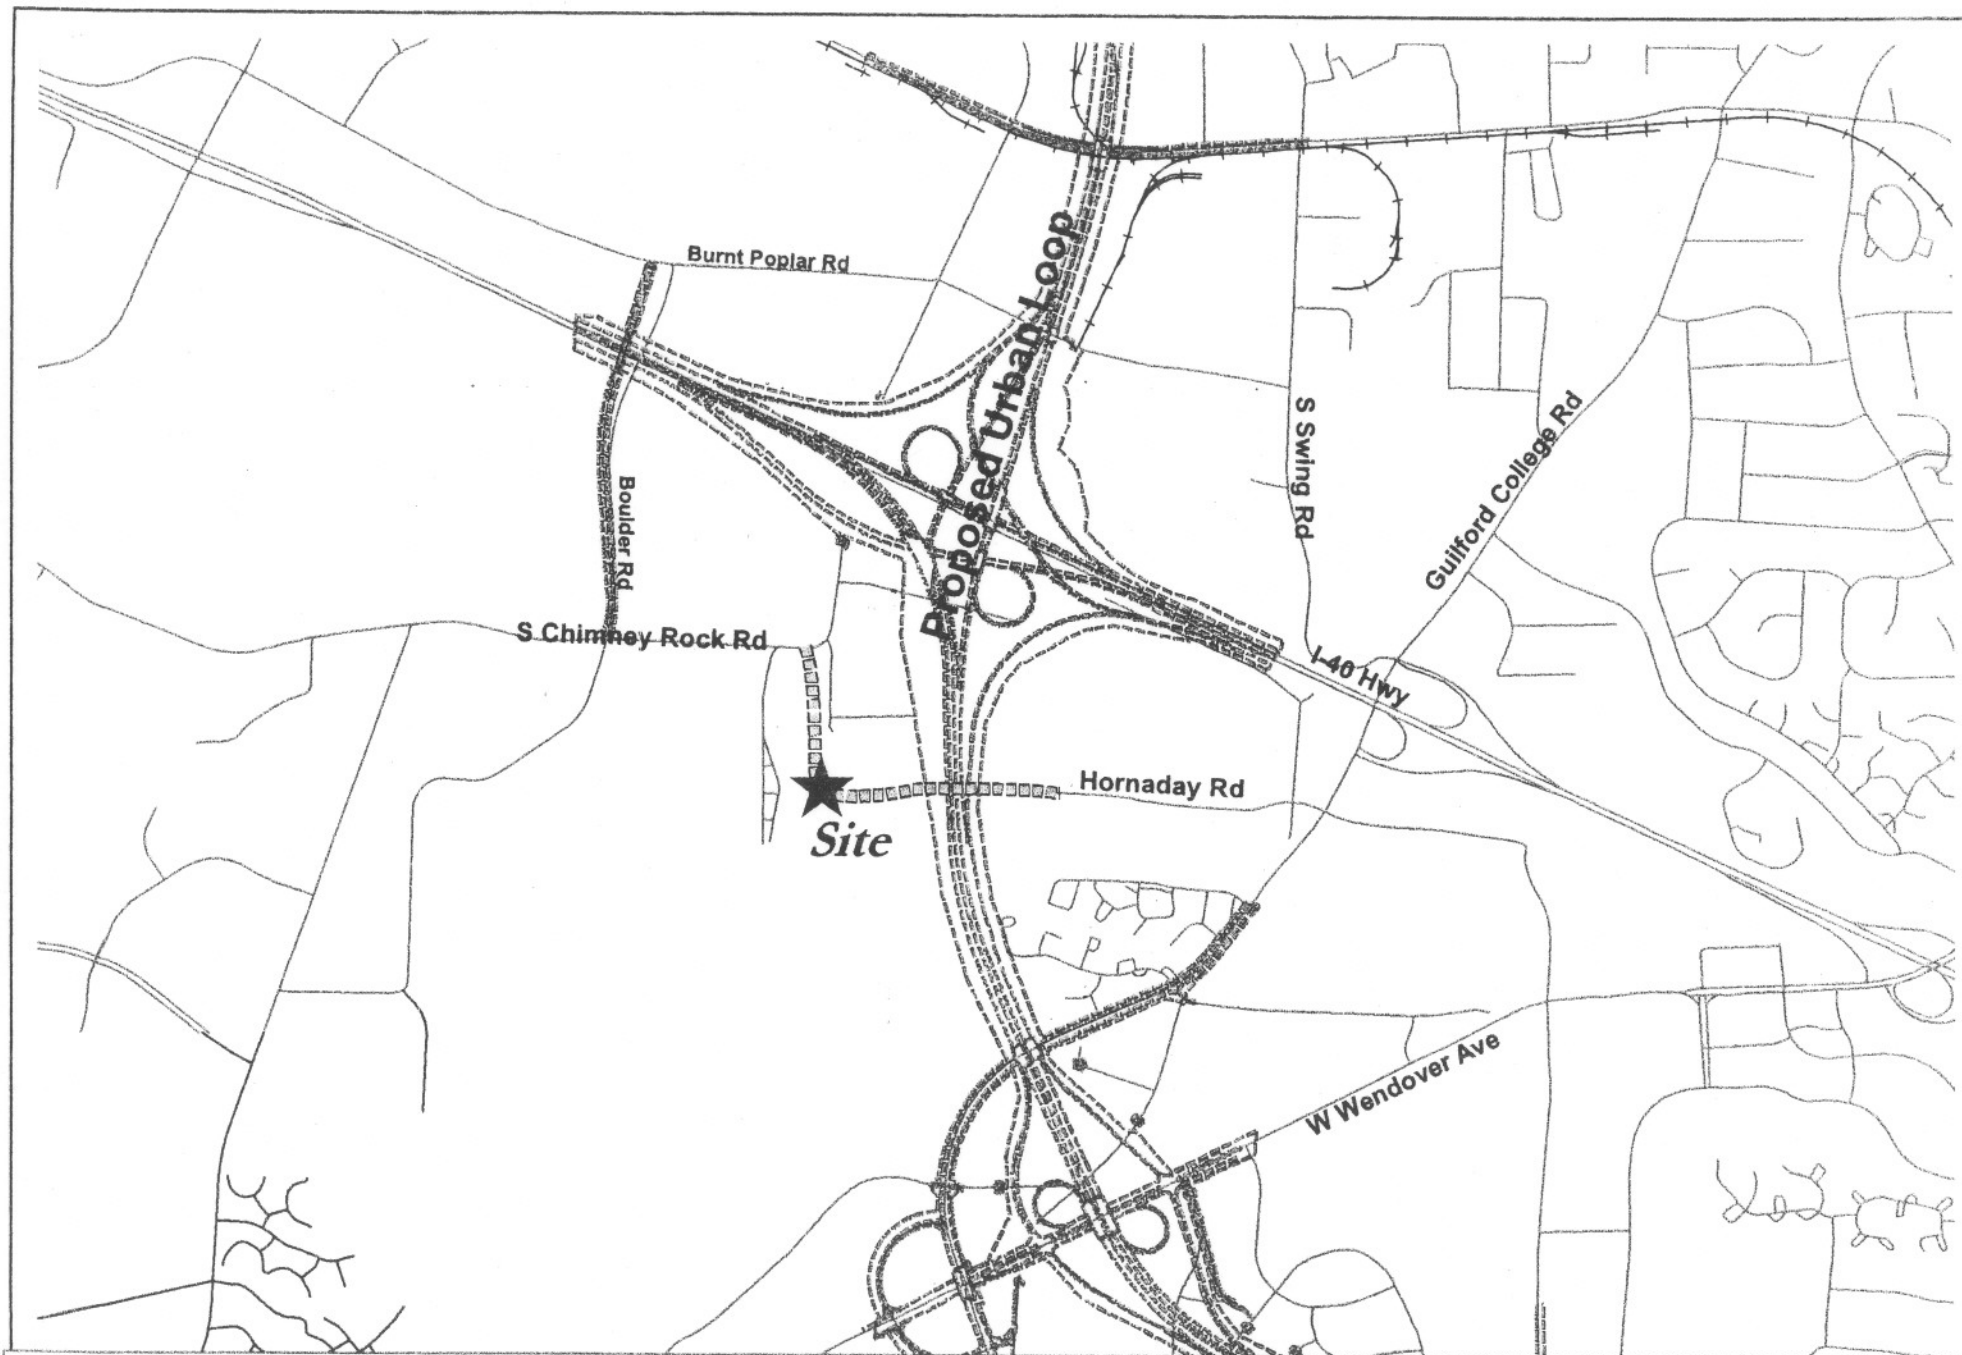 Burnt Poplar Rd
Proposed Urban Loop
S Swing Rd
Guilford College Rd
Boulder Rd
S Chimney Rock Rd
I-40 Hwy
Hornaday Rd
Site
W Wendover Ave